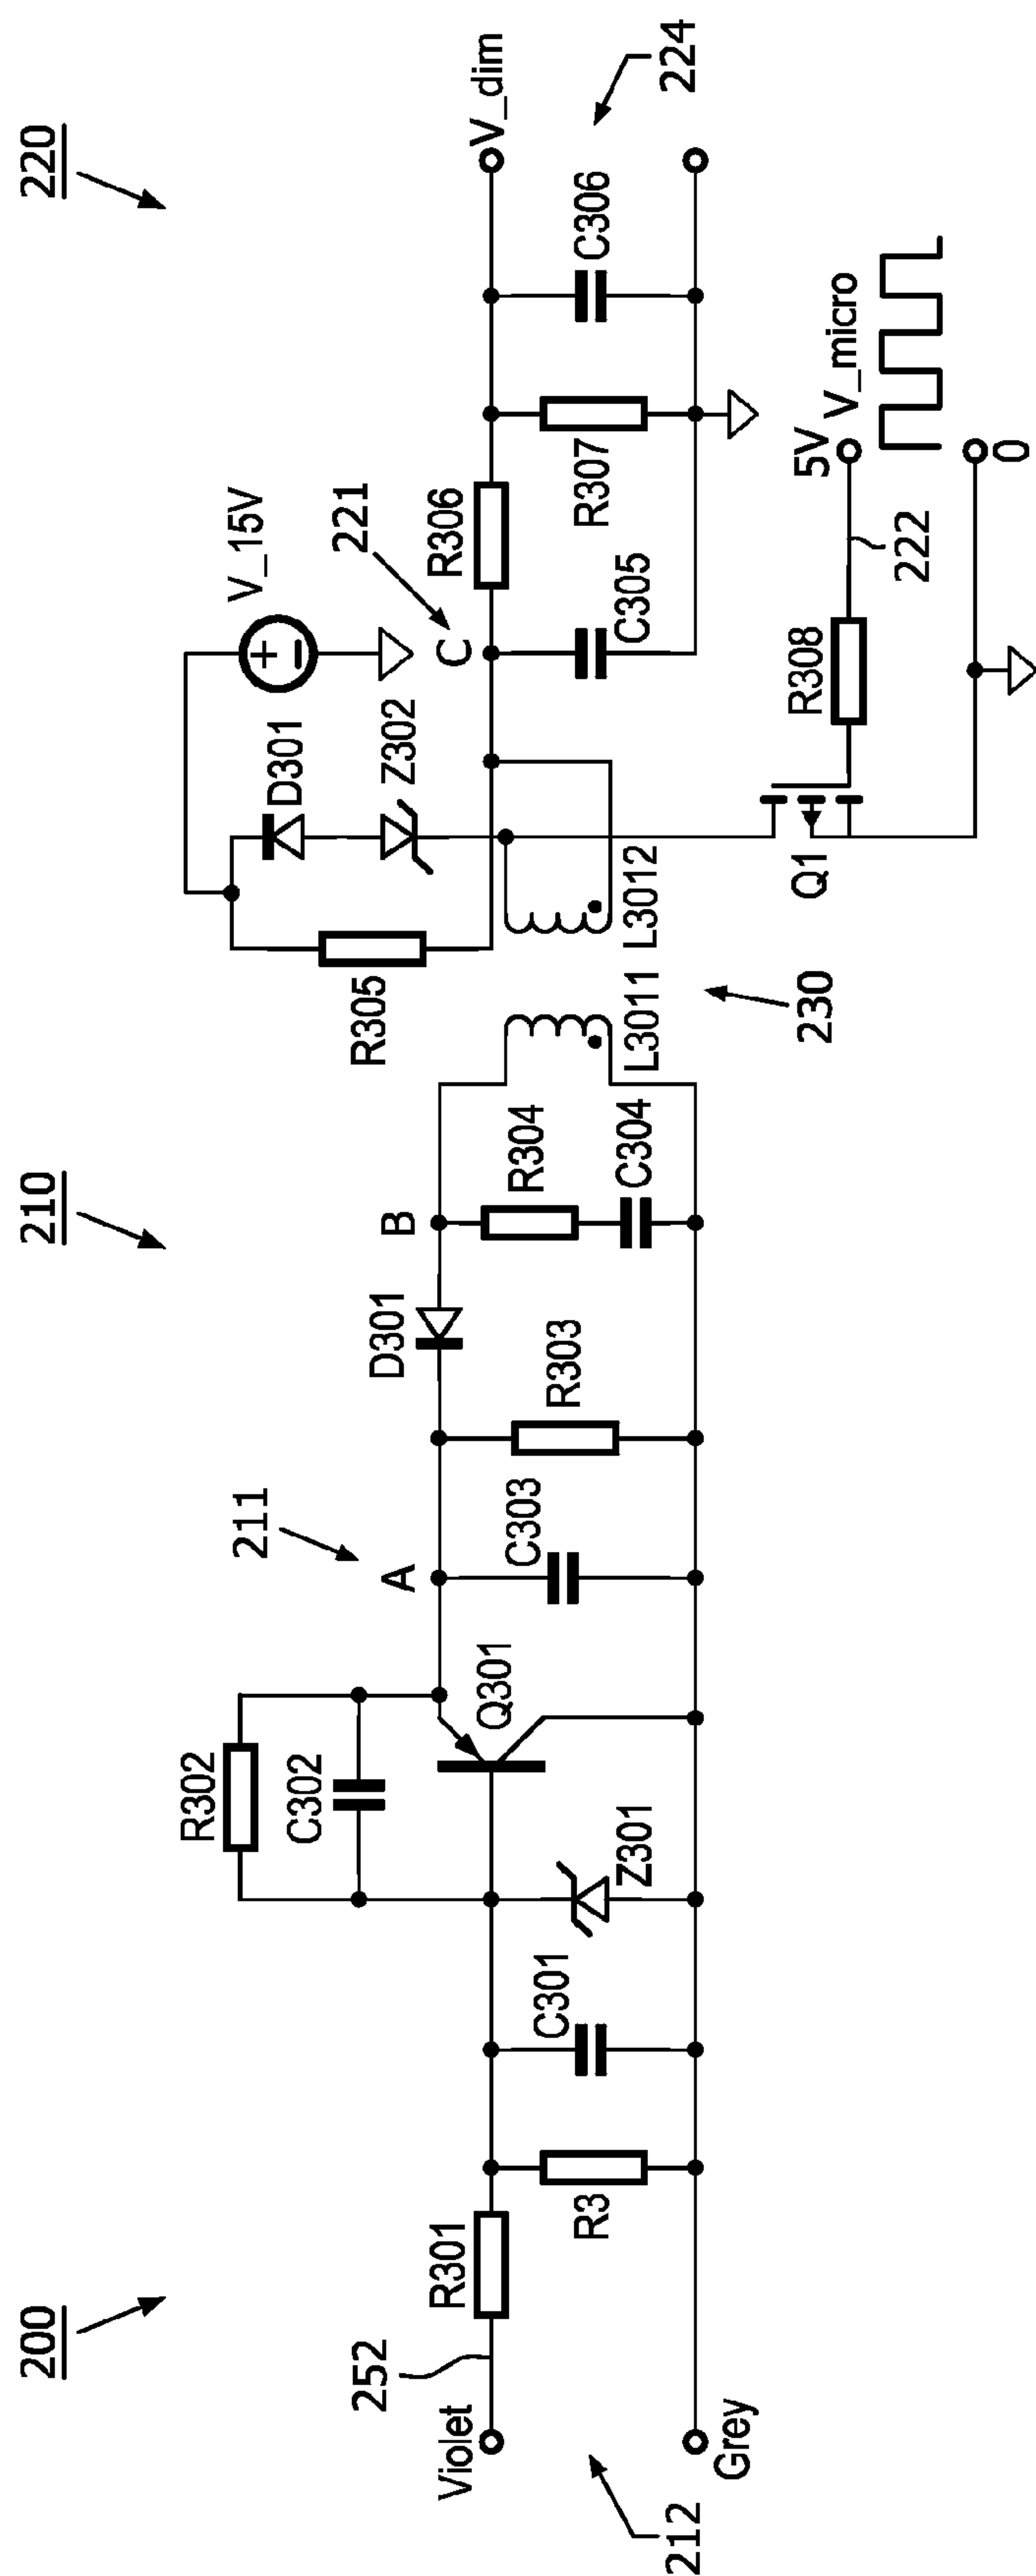 200
210
220
R302
C302
211
A
D301
B
R305
V_15V
D301
Z302
221
C
R306
V_dim
224
Violet
252
R301
R3
C301
Z301
Q301
C303
R303
R304
C304
L3011
L3012
230
C305
R307
C306
212
Grey
Q1
R308
222
5V
V_micro
0